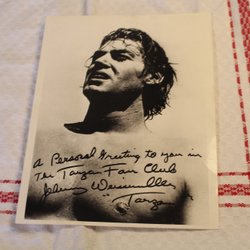 A Personal Greeting to you in
The Tarzan Fan Club
Johnny Weissmuller
"Tarzan"